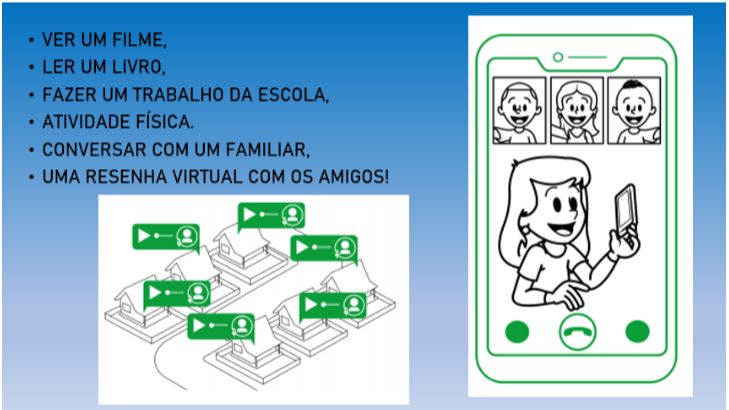 • VER UM FILME,
• LER UM LIVRO,
• FAZER UM TRABALHO DA ESCOLA,
• ATIVIDADE FÍSICA.
• CONVERSAR COM UM FAMILIAR,
• UMA RESENHA VIRTUAL COM OS AMIGOS!